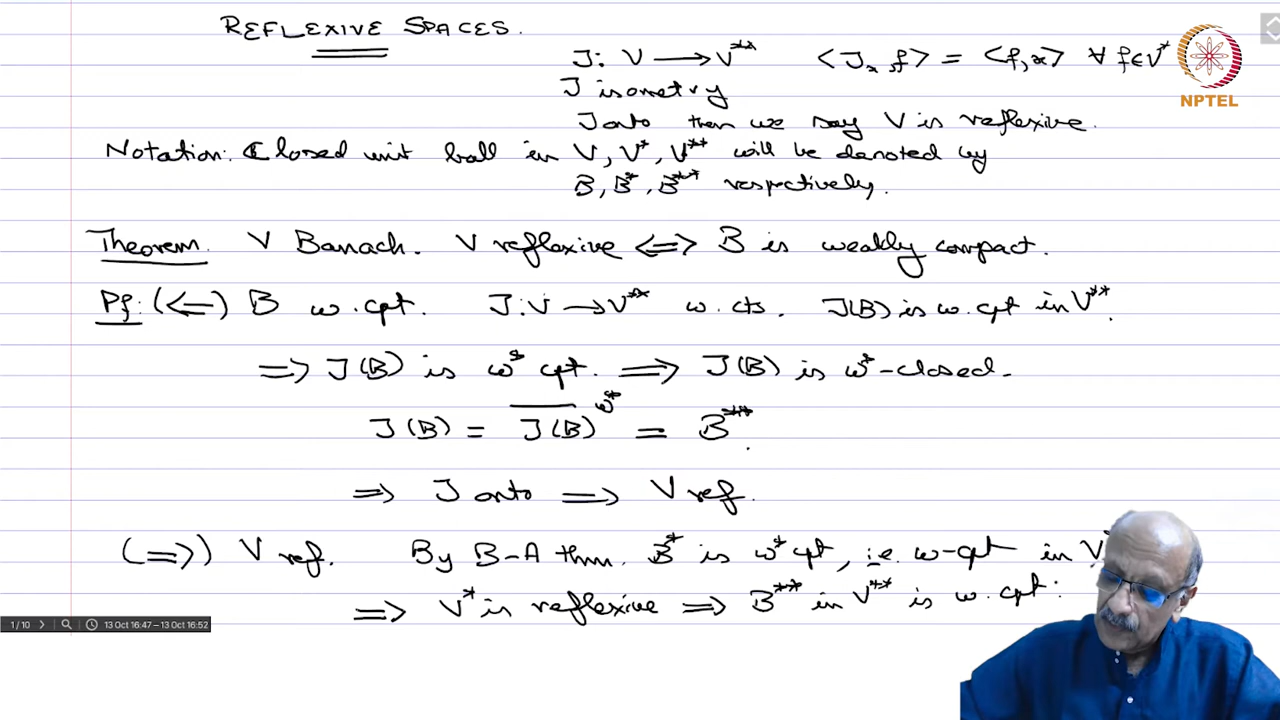 REFLEXIVE SPACES.
J: V → V** ⟨Jx, f⟩ = ⟨f, x⟩ ∀ f ∈ V*
J isometry
J onto then we say V is reflexive.
NPTEL
Notation: Closed unit ball in V, V*, V** will be denoted by
B, B*, B** respectively.
Theorem. V Banach. V reflexive ⟺ B is weakly compact.
Pf: (⟸) B w. cpt. J: V → V** w. cts. J(B) is w. cpt in V**.
⟹ J(B) is w* cpt. ⟹ J(B) is w*-closed.
J(B) = \overline{J(B)}^{w*} = B**.
⟹ J onto ⟹ V ref.
(⟹) V ref. By B-A thm. B* is w* cpt, i.e. w-cpt in V
⟹ V* is reflexive ⟹ B** in V** is w. cpt:
1/10 13 Oct 16:47–13 Oct 16:52